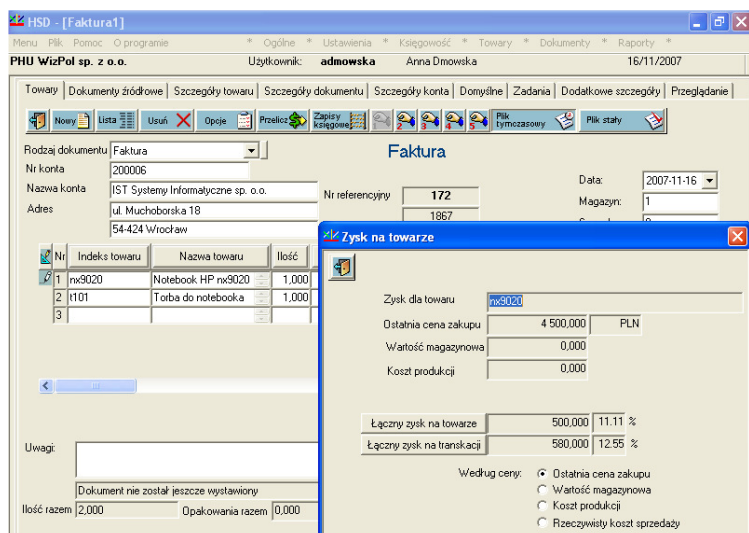 HSD - [Faktura1]
Menu Plik Pomoc O programie * Ogólne * Ustawienia * Księgowość * Towary * Dokumenty * Raporty *
PHU WizPol sp. z o.o. Użytkownik: admowska Anna Dmowska 16/11/2007
Towary Dokumenty źródłowe Szczegóły towaru Szczegóły dokumentu Szczegóły konta Domyślne Zadania Dodatkowe szczegóły Przeglądanie
Nowy Lista Usuń Opcje Przelicz Zapisy księgowe 1 2 3 4 5 Plik tymczasowy Plik stały
Rodzaj dokumentu Faktura Faktura
Nr konta 200006
Nazwa konta IST Systemy Informatyczne sp. o.o. Nr referencyjny 172 Data: 2007-11-16
Adres ul. Muchoborska 18 1867 Magazyn: 1
54-424 Wrocław
Zysk na towarze
Nr Indeks towaru Nazwa towaru Ilość
1 nx9020 Notebook HP nx9020 1,000
2 t101 Torba do notebooka 1,000
3
Zysk dla towaru nx9020
Ostatnia cena zakupu 4 500,000 PLN
Wartość magazynowa 0,000
Koszt produkcji 0,000
Łączny zysk na towarze 500,000 11.11 %
Łączny zysk na transkacji 580,000 12.55 %
Uwagi:
Według ceny: Ostatnia cena zakupu
Wartość magazynowa
Koszt produkcji
Rzeczywisty koszt sprzedaży
Dokument nie został jeszcze wystawiony
Ilość razem 2,000 Opakowania razem 0,000